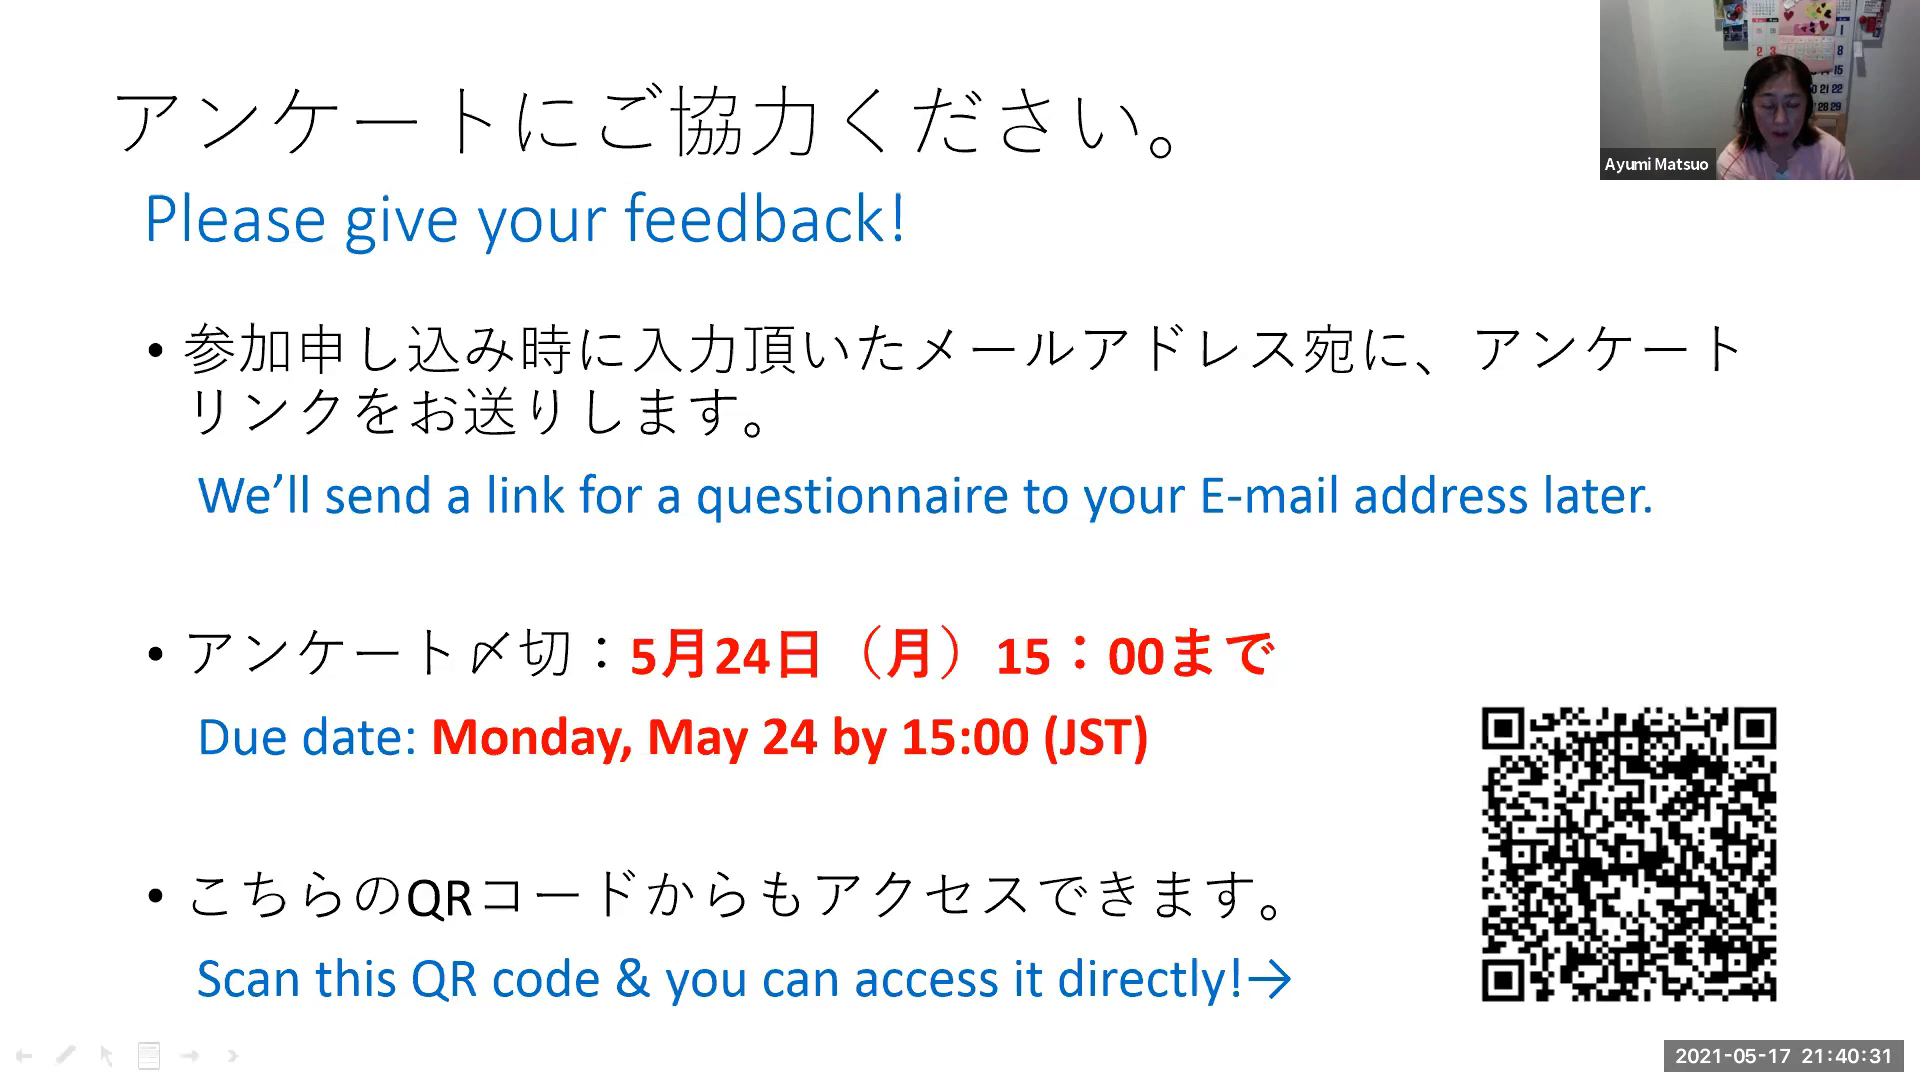 アンケートにご協力ください。
Please give your feedback!
Ayumi Matsuo
• 参加申し込み時に入力頂いたメールアドレス宛に、アンケート
リンクをお送りします。
We’ll send a link for a questionnaire to your E-mail address later.
• アンケート〆切：5月24日（月）15：00まで
Due date: Monday, May 24 by 15:00 (JST)
• こちらのQRコードからもアクセスできます。
Scan this QR code & you can access it directly!→
2021-05-17 21:40:31